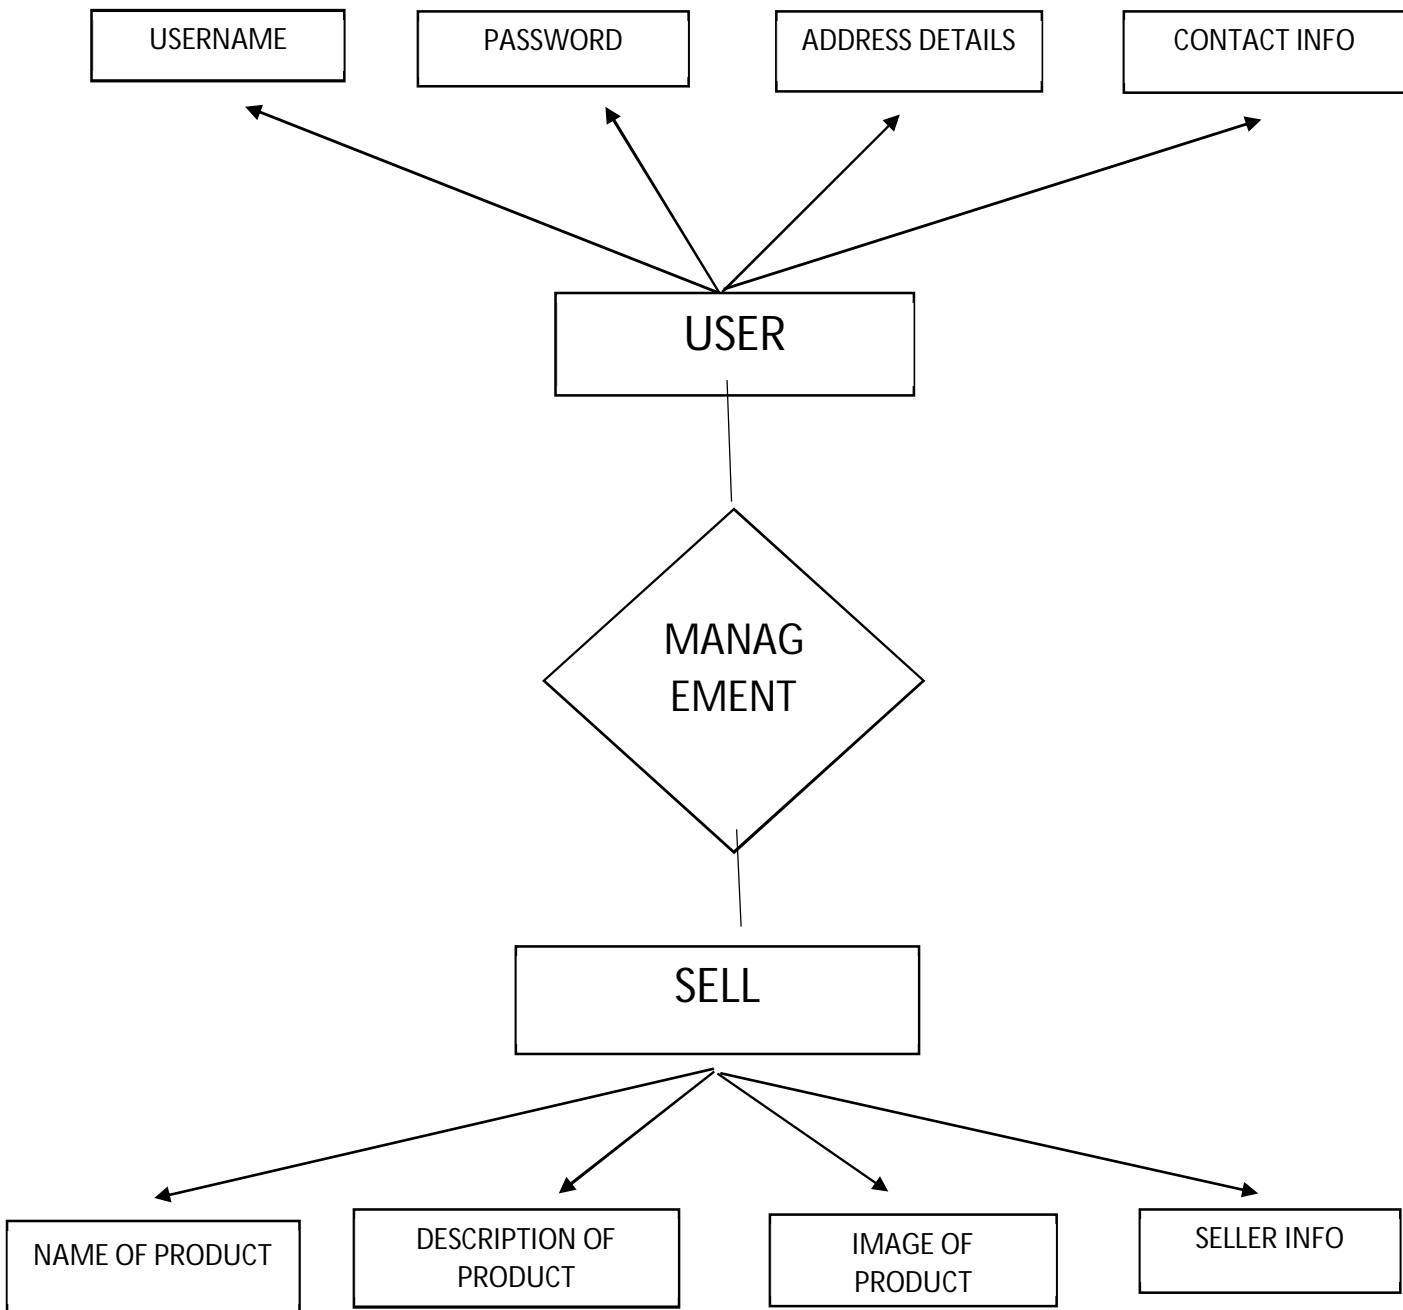 USERNAME
PASSWORD
ADDRESS DETAILS
CONTACT INFO
USER
MANAG
EMENT
SELL
NAME OF PRODUCT
DESCRIPTION OF
PRODUCT
IMAGE OF
PRODUCT
SELLER INFO